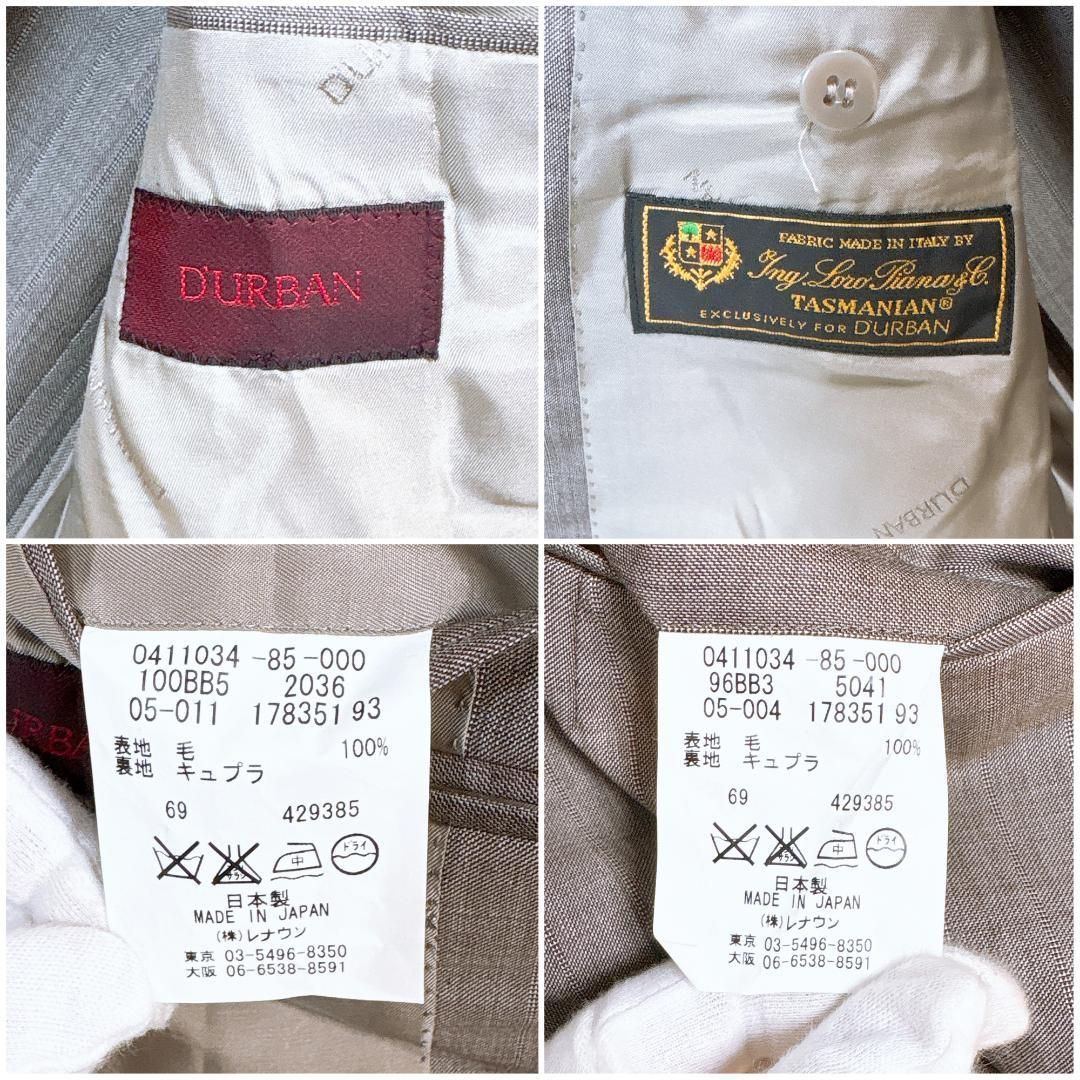 D'URBAN
FABRIC MADE IN ITALY BY
Ing. Loro Piana & C.
TASMANIAN®
EXCLUSIVELY FOR D'URBAN
D'URBAN
0411034 -85-000
100BB5 2036
05-011 178351 93
表地 毛 100%
裏地 キュプラ
69 429385
中 ドライ
日本製
MADE IN JAPAN
(株)レナウン
東京 03-5496-8350
大阪 06-6538-8591
0411034 -85-000
96BB3 5041
05-004 178351 93
表地 毛 100%
裏地 キュプラ
69 429385
中 ドライ
日本製
MADE IN JAPAN
(株)レナウン
東京 03-5496-8350
大阪 06-6538-8591